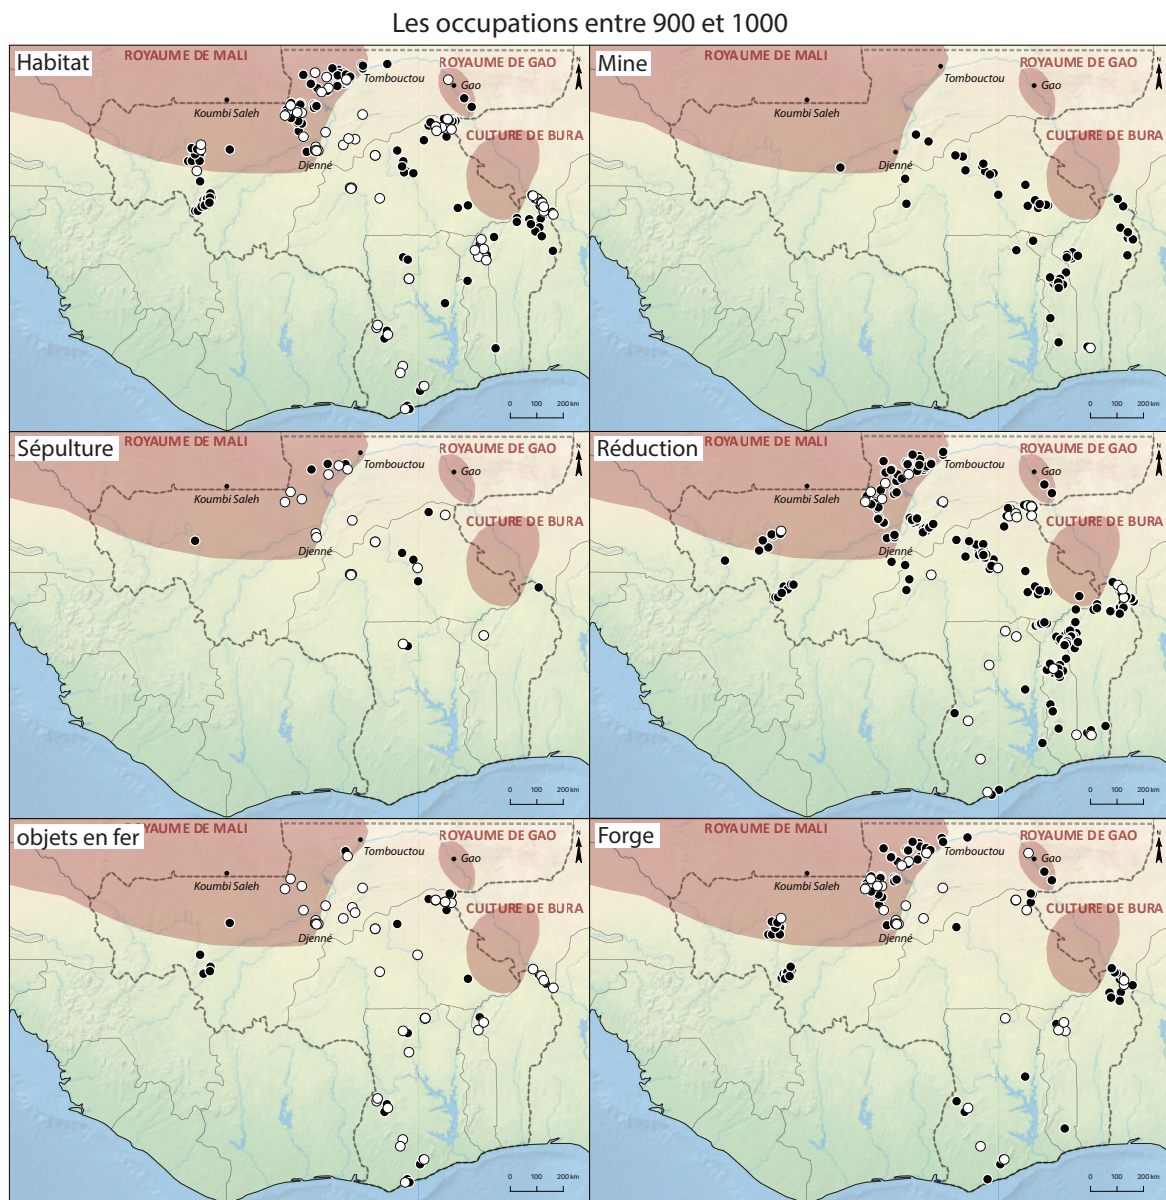 Les occupations entre 900 et 1000
Habitat
ROYAUME DE MALI
ROYAUME DE GAO
N
Tombouctou
Gao
Koumbi Saleh
CULTURE DE BURA
Djenné
0 100 200 km
Mine
ROYAUME DE MALI
ROYAUME DE GAO
N
Tombouctou
Gao
Koumbi Saleh
CULTURE DE BURA
Djenné
0 100 200 km
Sépulture
ROYAUME DE MALI
ROYAUME DE GAO
N
Tombouctou
Gao
Koumbi Saleh
CULTURE DE BURA
Djenné
0 100 200 km
Réduction
ROYAUME DE MALI
ROYAUME DE GAO
N
Tombouctou
Gao
Koumbi Saleh
CULTURE DE BURA
Djenné
0 100 200 km
objets en fer
YAUME DE MALI
ROYAUME DE GAO
N
Tombouctou
Gao
Koumbi Saleh
CULTURE DE BURA
Djenné
0 100 200 km
Forge
ROYAUME DE MALI
ROYAUME DE GAO
N
Tombouctou
Gao
Koumbi Saleh
CULTURE DE BURA
Djenné
0 100 200 km